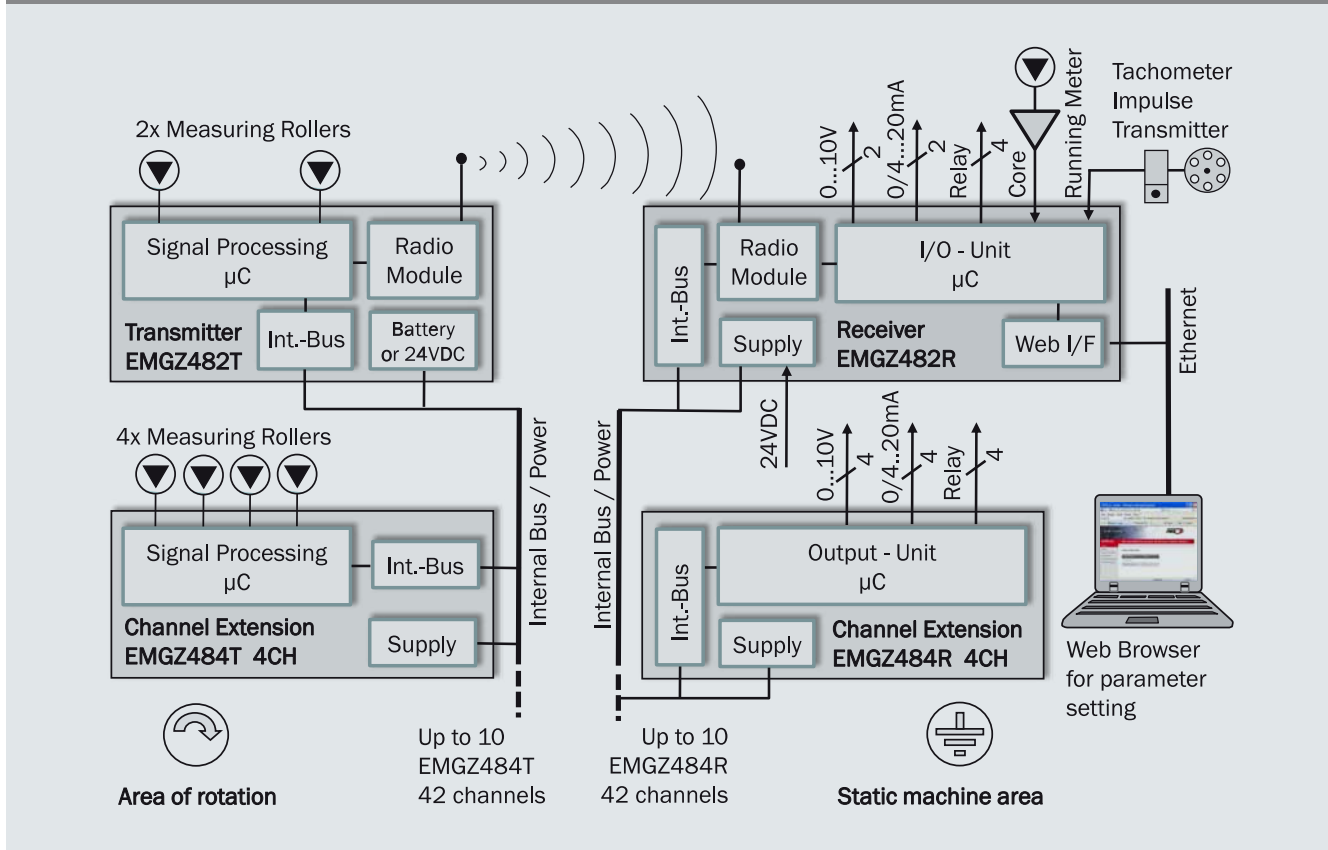 2x Measuring Rollers
Signal Processing
µC
Radio
Module
Transmitter
EMGZ482T
Int.-Bus
Battery
or 24VDC
4x Measuring Rollers
Signal Processing
µC
Int.-Bus
Channel Extension
EMGZ484T 4CH
Supply
Internal Bus / Power
Up to 10
EMGZ484T
42 channels
Area of rotation
0...10V
2
0/4...20mA
2
Relay
4
Core
Running Meter
Tachometer
Impulse
Transmitter
Int.-Bus
Radio
Module
I/O - Unit
µC
Supply
Receiver
EMGZ482R
Web I/F
Ethernet
24VDC
Internal Bus / Power
0...10V
4
0/4..20mA
4
Relay
4
Int.-Bus
Output - Unit
µC
Supply
Channel Extension
EMGZ484R 4CH
Up to 10
EMGZ484R
42 channels
Static machine area
Web Browser
for parameter
setting